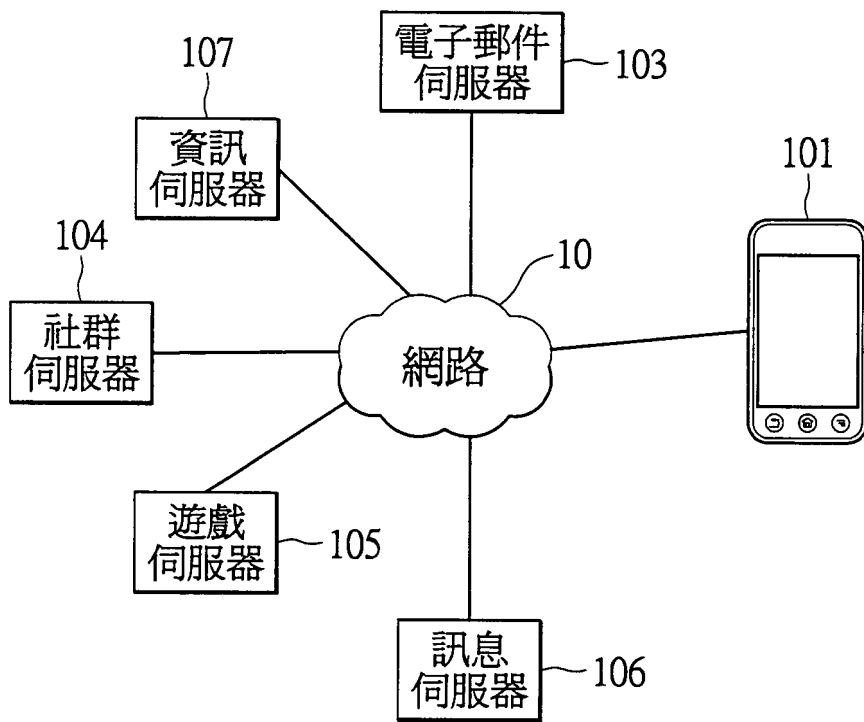 電子郵件
伺服器
103
107
資訊
伺服器
101
104
10
社群
伺服器
網路
遊戲
伺服器
105
訊息
伺服器
106